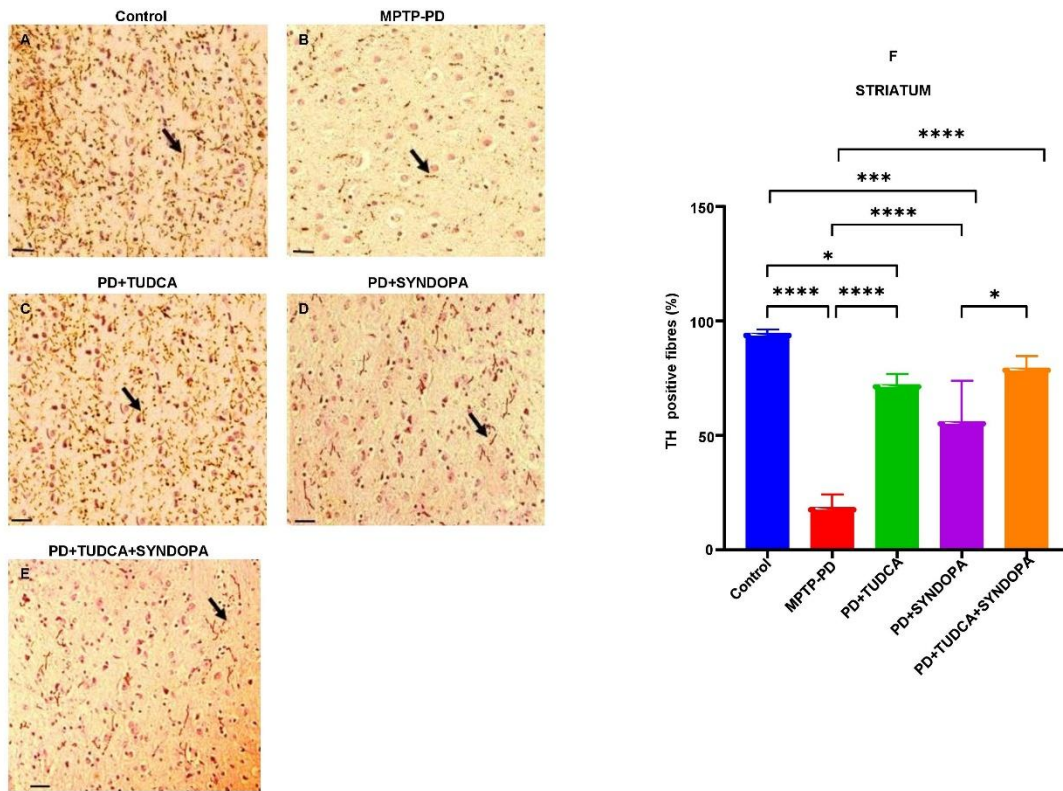 Control
A
MPTP-PD
B
PD+TUDCA
C
PD+SYNDOPA
D
PD+TUDCA+SYNDOPA
E
F
STRIATUM
****
***
****
*
**** ****
*
TH positive fibres (%)
150
100
50
0
Control
MPTP-PD
PD+TUDCA
PD+SYNDOPA
PD+TUDCA+SYNDOPA